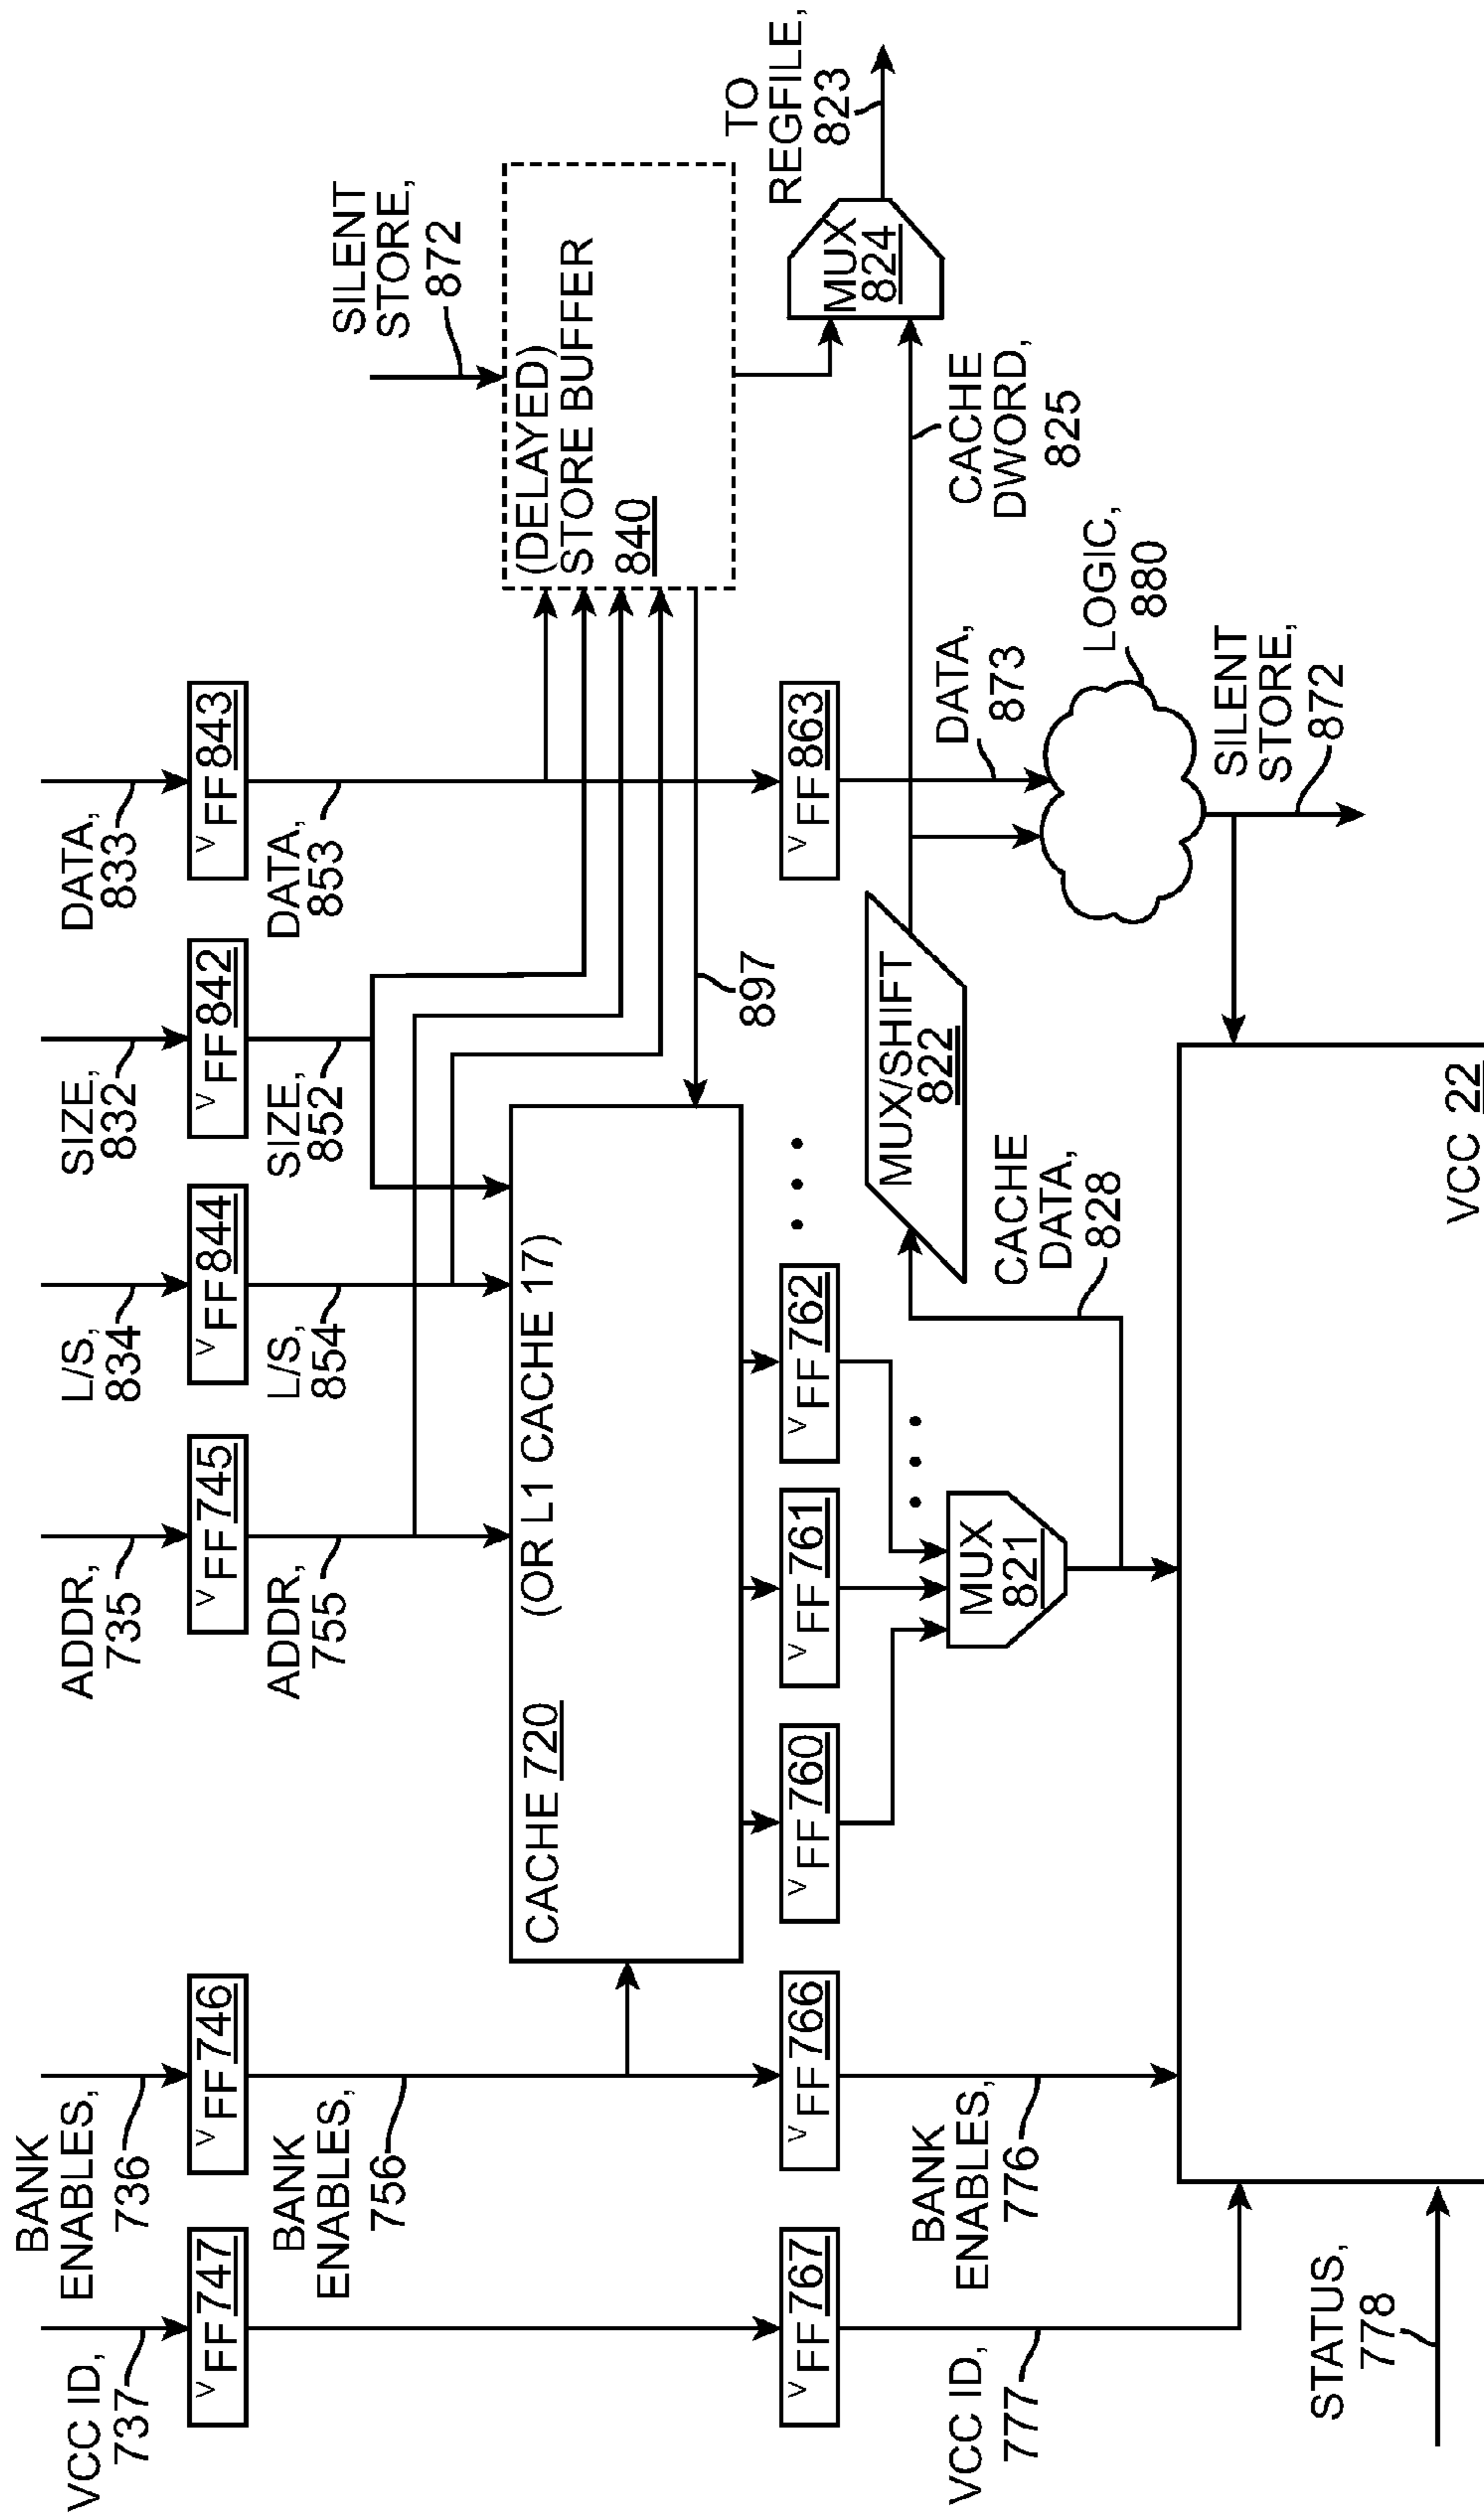 VCC ID,
737
BANK
ENABLES,
736
ADDR,
735
L/S,
834
SIZE,
832
DATA,
833
FF 747
FF 746
FF 745
FF 844
FF 842
FF 843
BANK
ENABLES,
756
ADDR,
755
L/S,
854
SIZE,
852
DATA,
853
SILENT
STORE,
872
CACHE 720
(OR L1 CACHE 17)
(DELAYED)
STORE BUFFER
840
897
TO
REGFILE,
823
FF 767
FF 766
FF 760
FF 761
FF 762
FF 863
MUX
824
MUX/SHIFT
822
DATA,
873
CACHE
DWORD,
825
VCC ID,
777
BANK
ENABLES,
776
MUX
821
CACHE
DATA,
828
LOGIC,
880
SILENT
STORE,
872
STATUS,
778
VCC 22